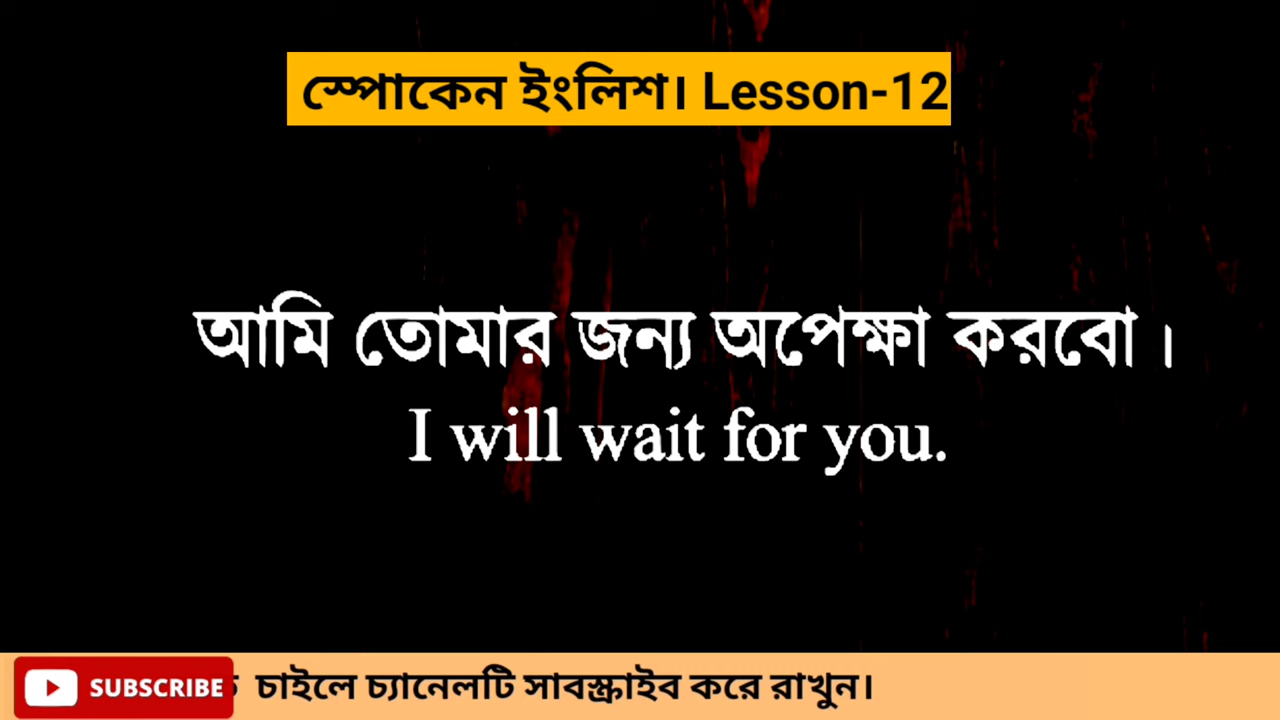 স্পোকেন ইংলিশ। Lesson-12
আমি তোমার জন্য অপেক্ষা করবো।
I will wait for you.
SUBSCRIBE চাইলে চ্যানেলটি সাবস্ক্রাইব করে রাখুন।